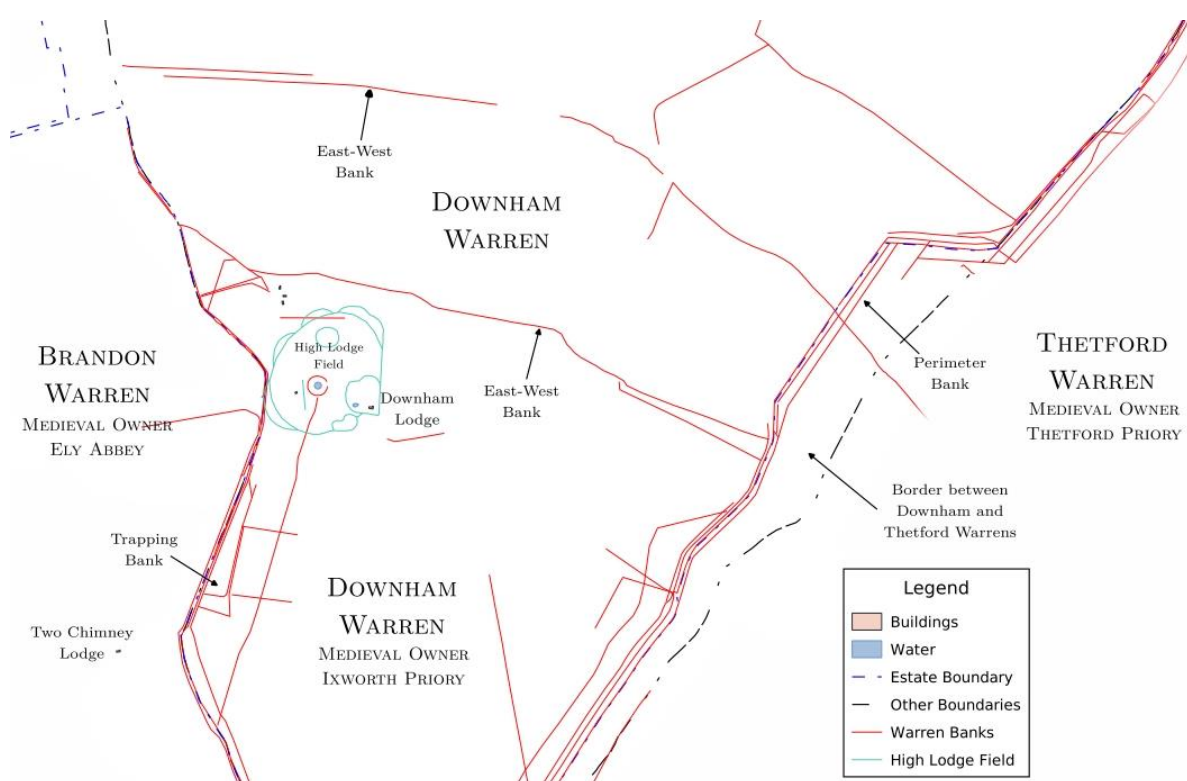 East-West
Bank
DOWNHAM
WARREN
High Lodge
Field
BRANDON
WARREN
MEDIEVAL OWNER
ELY ABBEY
Downham
Lodge
East-West
Bank
Perimeter
Bank
THETFORD
WARREN
MEDIEVAL OWNER
THETFORD PRIORY
Border between
Downham and
Thetford Warrens
Trapping
Bank
Two Chimney
Lodge
DOWNHAM
WARREN
MEDIEVAL OWNER
IXWORTH PRIORY
Legend
Buildings
Water
Estate Boundary
Other Boundaries
Warren Banks
High Lodge Field